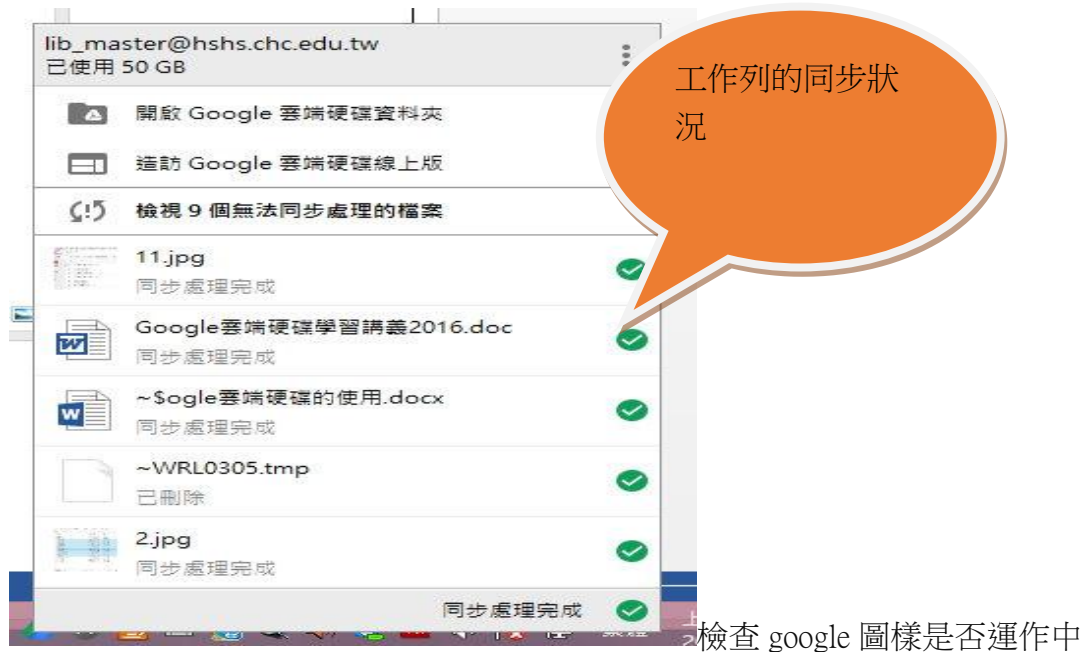 lib_master@hshs.chc.edu.tw
已使用 50 GB
開啟 Google 雲端硬碟資料夾
造訪 Google 雲端硬碟線上版
檢視 9 個無法同步處理的檔案
11.jpg
同步處理完成
Google雲端硬碟學習講義2016.doc
同步處理完成
~$ogle雲端硬碟的使用.docx
同步處理完成
~WRL0305.tmp
已刪除
2.jpg
同步處理完成
同步處理完成
工作列的同步狀
況
檢查 google 圖樣是否運作中